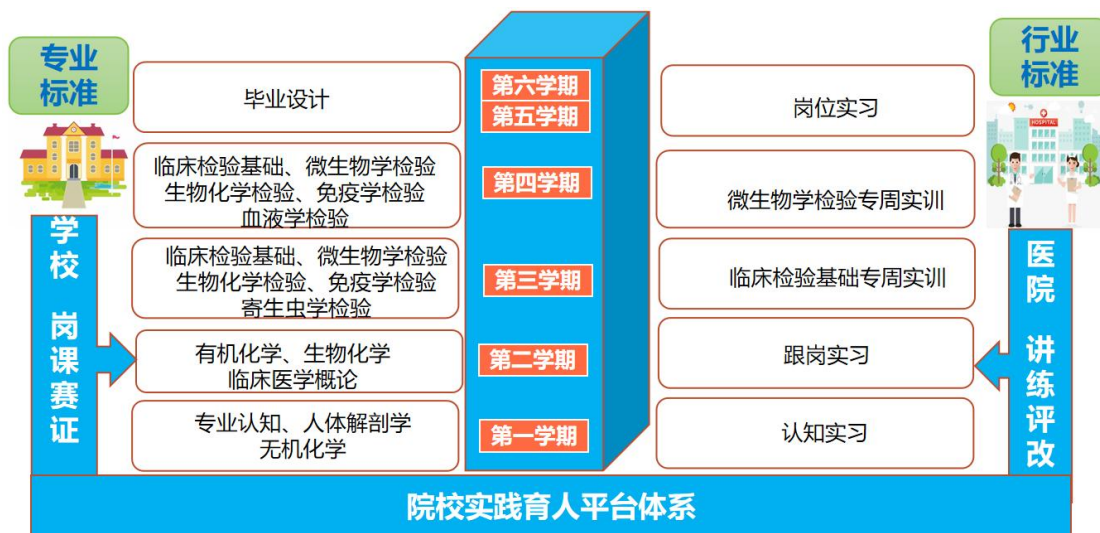 专业
标准
行业
标准
毕业设计
第六学期
第五学期
岗位实习
HOSPITAL
临床检验基础、微生物学检验
生物化学检验、免疫学检验
血液学检验
第四学期
微生物学检验专周实训
临床检验基础、微生物学检验
生物化学检验、免疫学检验
寄生虫学检验
第三学期
临床检验基础专周实训
有机化学、生物化学
临床医学概论
第二学期
跟岗实习
专业认知、人体解剖学
无机化学
第一学期
认知实习
学校 岗课赛证
医院 讲练评改
院校实践育人平台体系